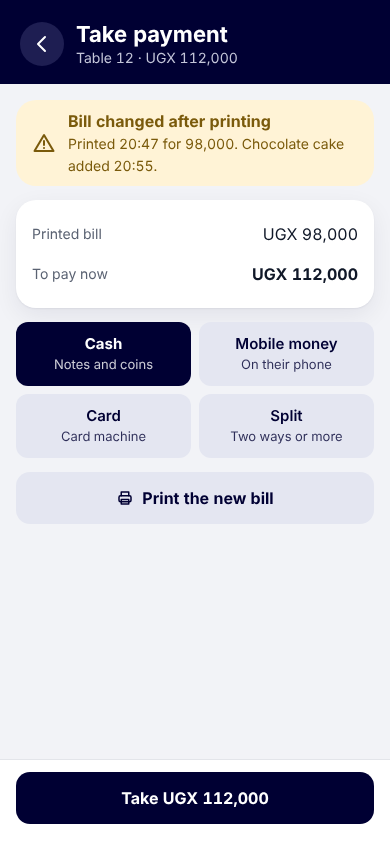 Take payment
Table 12 · UGX 112,000
Bill changed after printing
Printed 20:47 for 98,000. Chocolate cake
added 20:55.
Printed bill UGX 98,000
To pay now UGX 112,000
Cash Mobile money
Notes and coins On their phone
Card Split
Card machine Two ways or more
Print the new bill
Take UGX 112,000